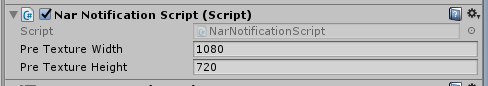 Nar Notification Script (Script)
Script NarNotificationScript
Pre Texture Width 1080
Pre Texture Height 720